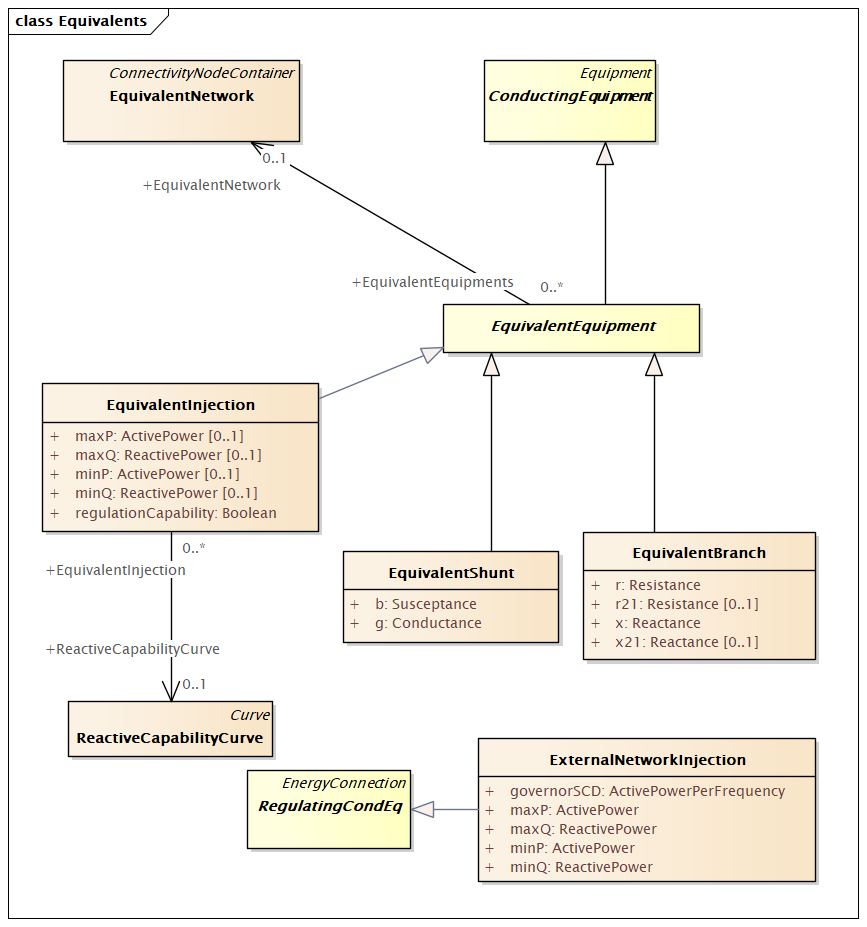 class Equivalents
ConnectivityNodeContainer
EquivalentNetwork
Equipment
ConductingEquipment
0..1
+EquivalentNetwork
+EquivalentEquipments
0..*
EquivalentEquipment
EquivalentInjection
+ maxP: ActivePower [0..1]
+ maxQ: ReactivePower [0..1]
+ minP: ActivePower [0..1]
+ minQ: ReactivePower [0..1]
+ regulationCapability: Boolean
0..*
+EquivalentInjection
+ReactiveCapabilityCurve
0..1
EquivalentShunt
+ b: Susceptance
+ g: Conductance
EquivalentBranch
+ r: Resistance
+ r21: Resistance [0..1]
+ x: Reactance
+ x21: Reactance [0..1]
Curve
ReactiveCapabilityCurve
EnergyConnection
RegulatingCondEq
ExternalNetworkInjection
+ governorSCD: ActivePowerPerFrequency
+ maxP: ActivePower
+ maxQ: ReactivePower
+ minP: ActivePower
+ minQ: ReactivePower